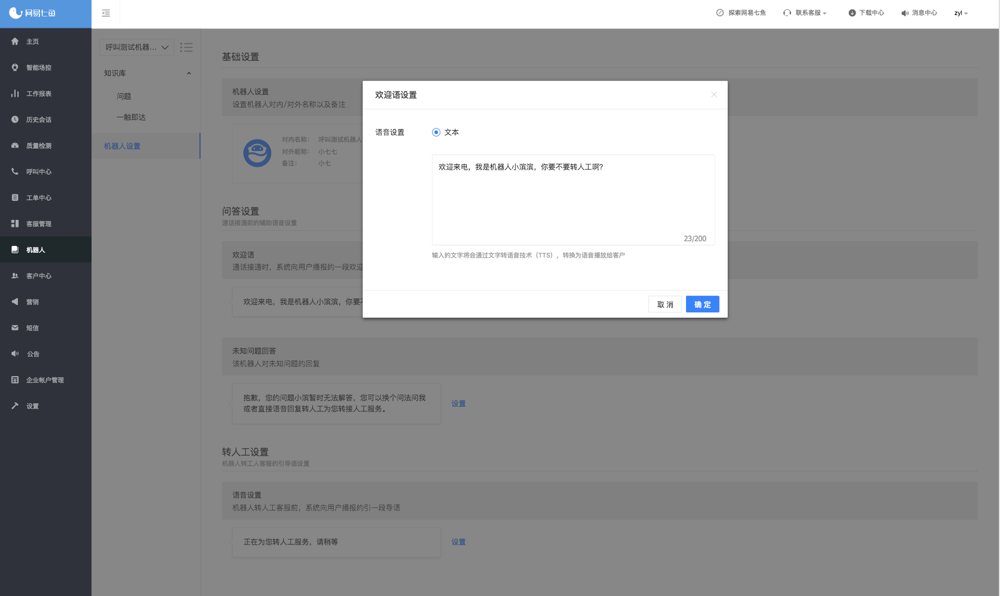 网易七鱼
探索网易七鱼
联系客服
下载中心
消息中心
zyl
主页
智能场控
工作报表
历史会话
质量检测
呼叫中心
工单中心
客服管理
机器人
客户中心
营销
短信
公告
企业帐户管理
设置
呼叫测试机器...
知识库
问题
一触即达
机器人设置
基础设置
机器人设置
设置机器人对内/对外名称以及备注
对内名称： 呼叫测试机器人
对外昵称： 小七七
备注： 小七
问答设置
通话接通前的辅助语音设置
欢迎语
通话接通时，系统向用户播报的一段欢迎
欢迎来电，我是机器人小滨滨，你要
未知问题回答
该机器人对未知问题的回复
抱歉，您的问题小滨暂时无法解答，您可以换个问法问我
或者直接语音回复转人工为您转接人工服务。
设置
转人工设置
机器人转工人客服的引导语设置
语音设置
机器人转人工客服前，系统向用户播报的引一段导语
正在为您转人工服务，请稍等
设置
欢迎语设置
语音设置
文本
欢迎来电，我是机器人小滨滨，你要不要转人工啊?
23/200
输入的文字将会通过文字转语音技术（TTS），转换为语音播放给客户
取消
确定